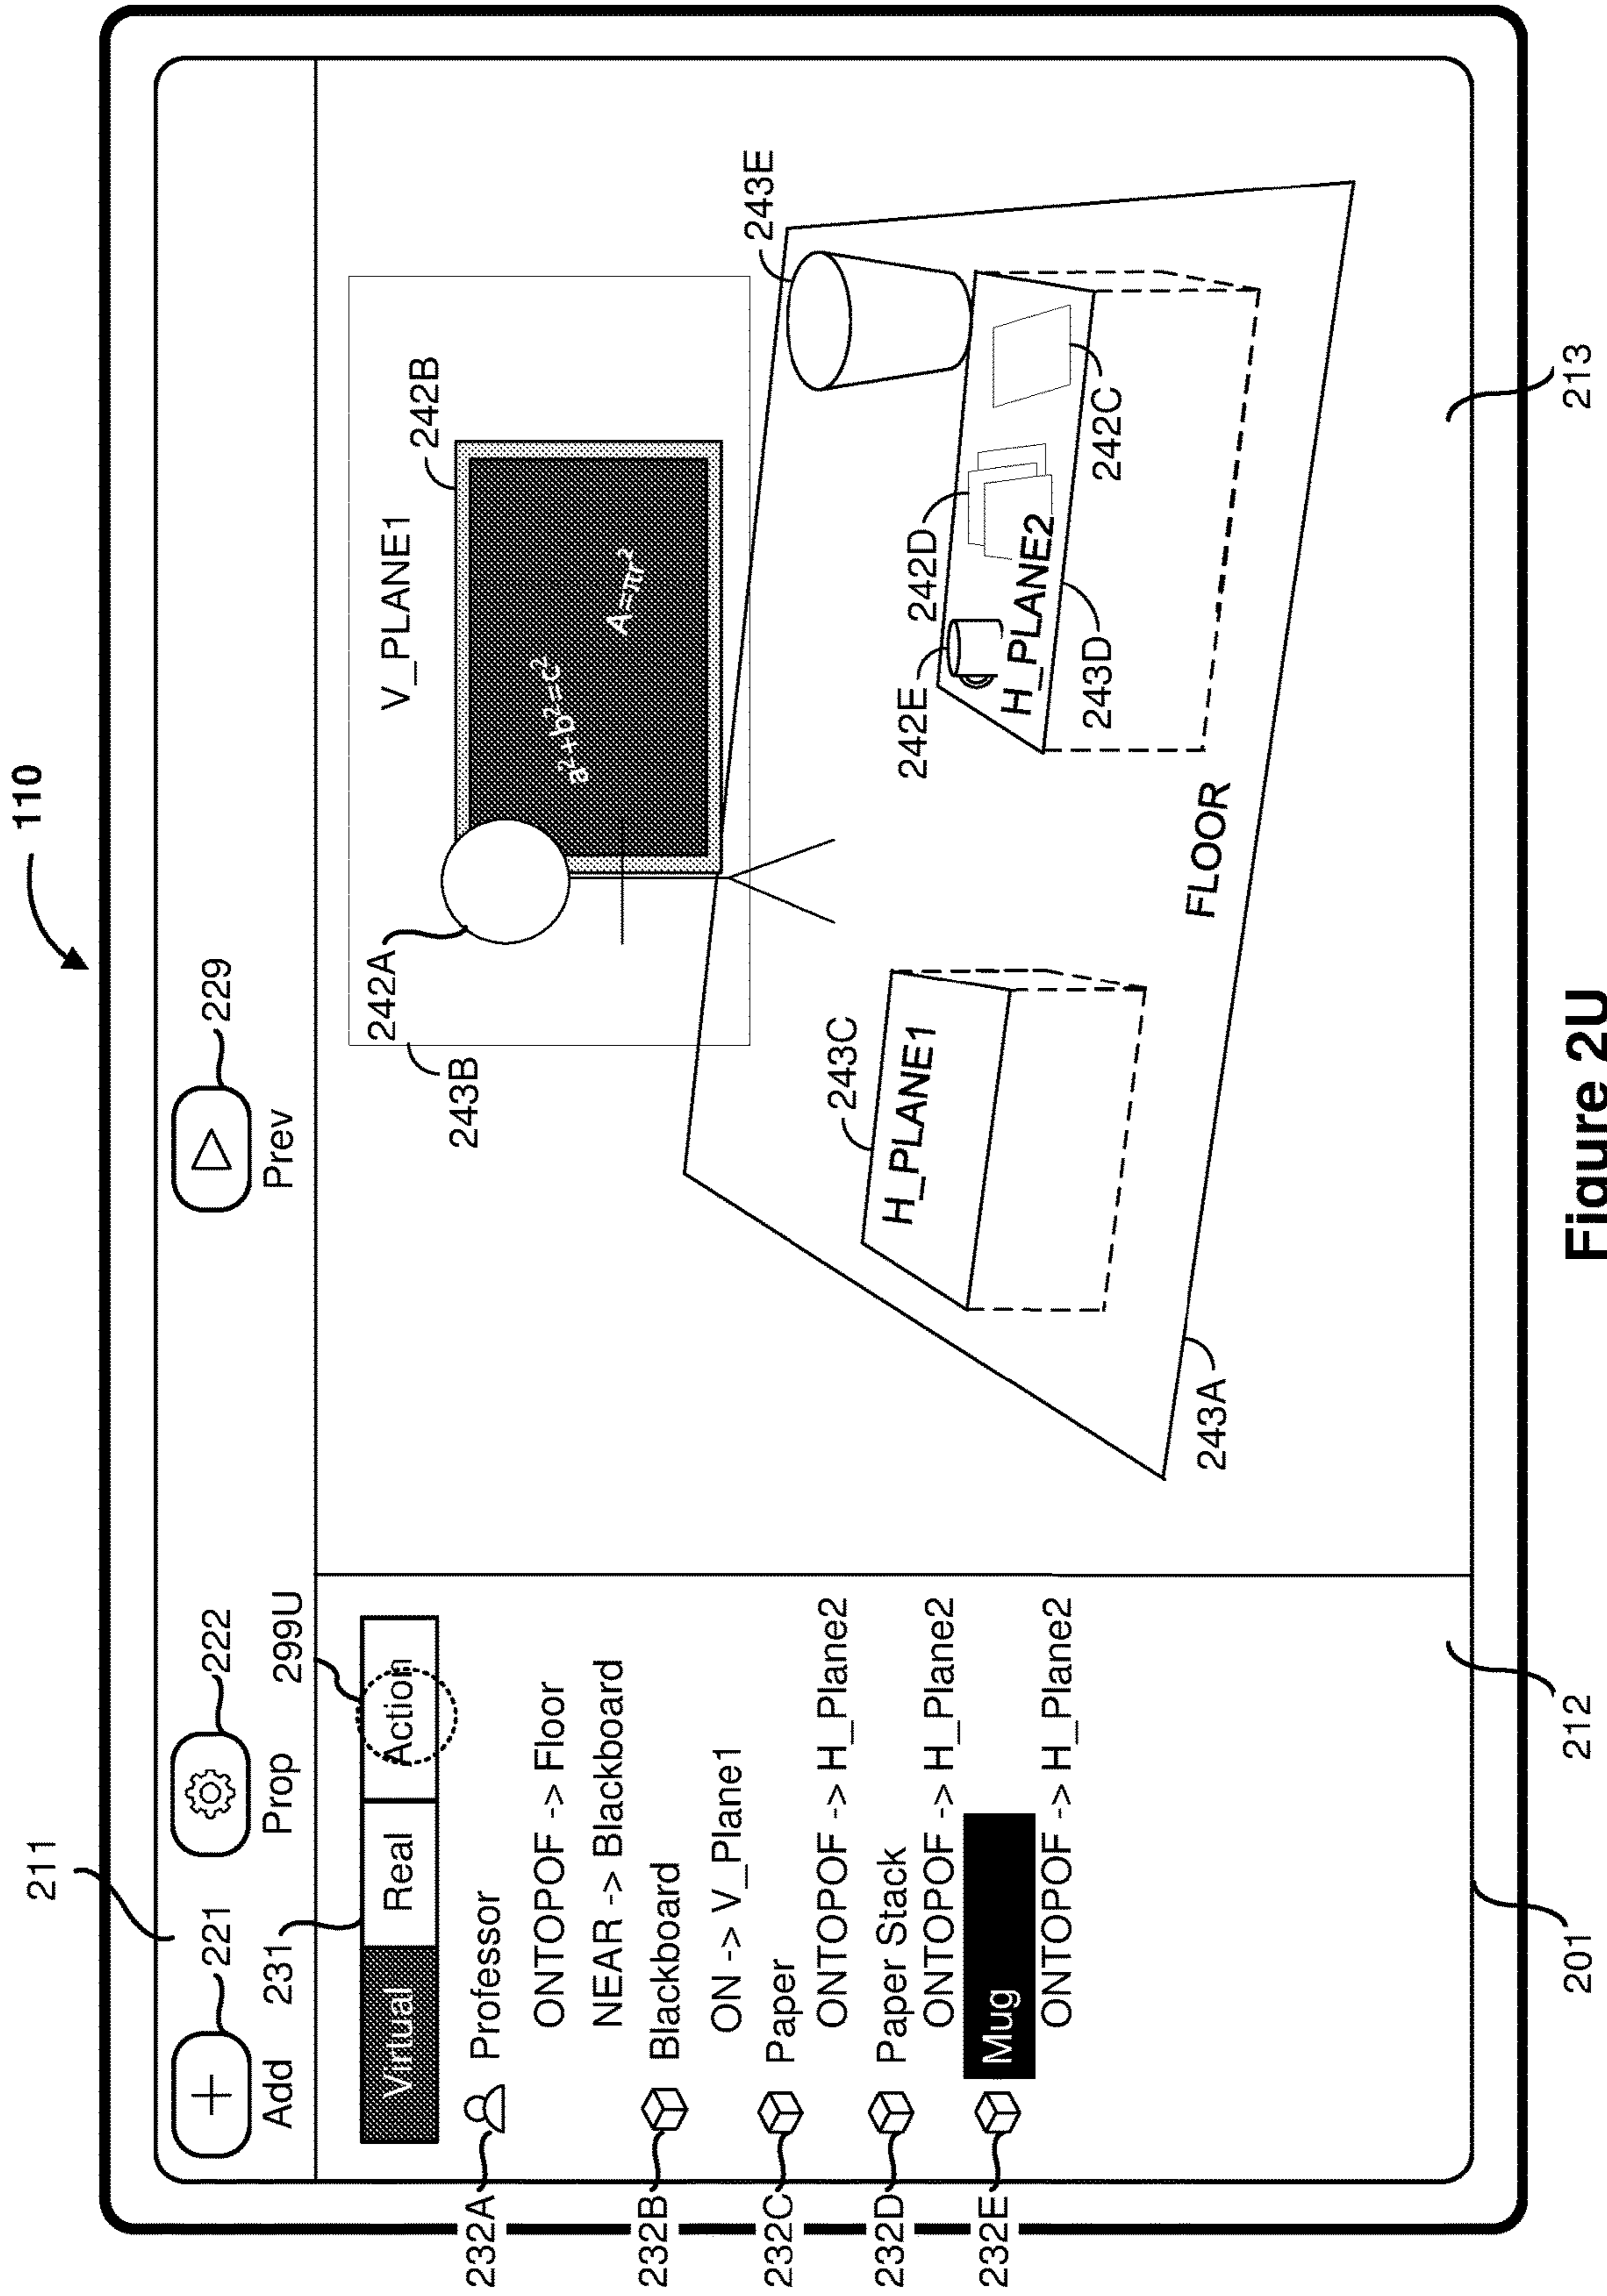 110
211
221
222
229
Add
Prop
Prev
231
299U
Virtual
Real
Action
232A
Professor
ONTOPOF -> Floor
NEAR -> Blackboard
232B
Blackboard
ON -> V_Plane1
232C
Paper
ONTOPOF -> H_Plane2
232D
Paper Stack
ONTOPOF -> H_Plane2
232E
Mug
ONTOPOF -> H_Plane2
242A
V_PLANE1
242B
243B
a²+b²=c²
A=πr²
243E
243C
H_PLANE1
242E
242D
H_PLANE2
242C
243D
FLOOR
243A
201
212
213
Figure 2U